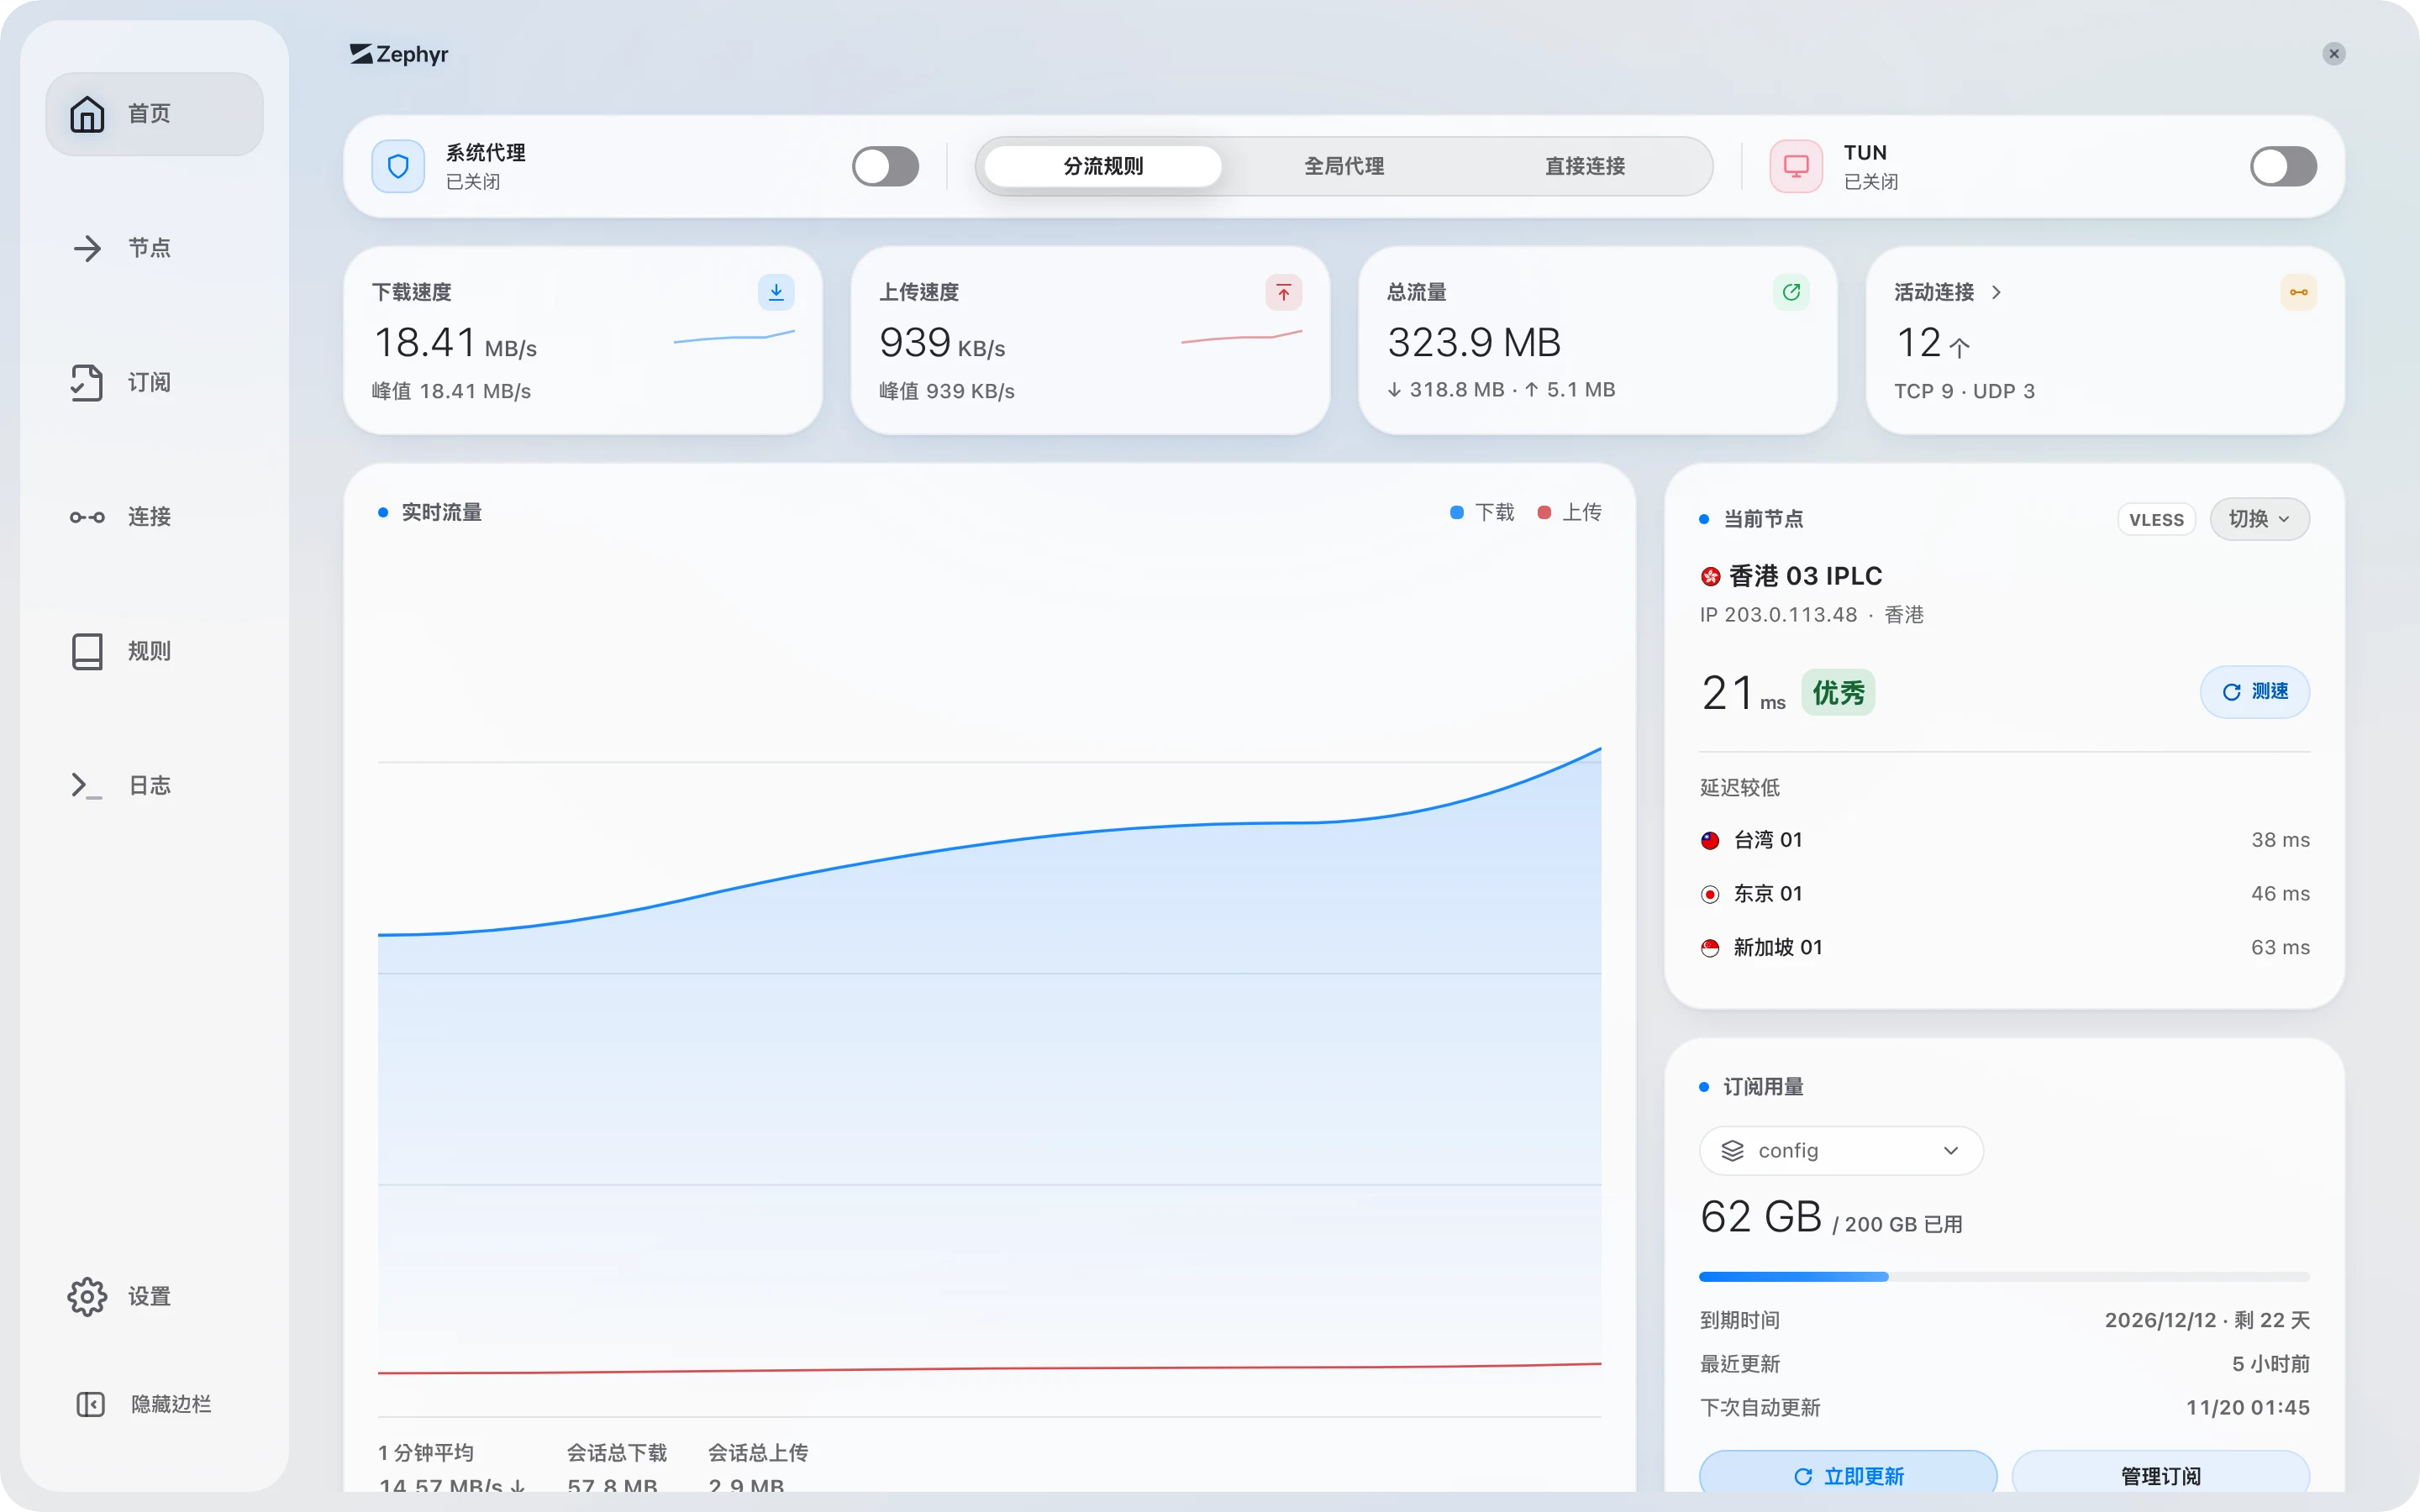 Zephyr
首页
节点
订阅
连接
规则
日志
设置
隐藏边栏
系统代理
已关闭
分流规则
全局代理
直接连接
TUN
已关闭
下载速度
18.41 MB/s
峰值 18.41 MB/s
上传速度
939 KB/s
峰值 939 KB/s
总流量
323.9 MB
↓ 318.8 MB · ↑ 5.1 MB
活动连接
12 个
TCP 9 · UDP 3
实时流量
下载
上传
1 分钟平均
14.57 MB/s ↓
会话总下载
57.8 MB
会话总上传
2.9 MB
当前节点
VLESS
切换
香港 03 IPLC
IP 203.0.113.48 · 香港
21 ms 优秀
测速
延迟较低
台湾 01 38 ms
东京 01 46 ms
新加坡 01 63 ms
订阅用量
config
62 GB / 200 GB 已用
到期时间 2026/12/12 · 剩 22 天
最近更新 5 小时前
下次自动更新 11/20 01:45
立即更新
管理订阅